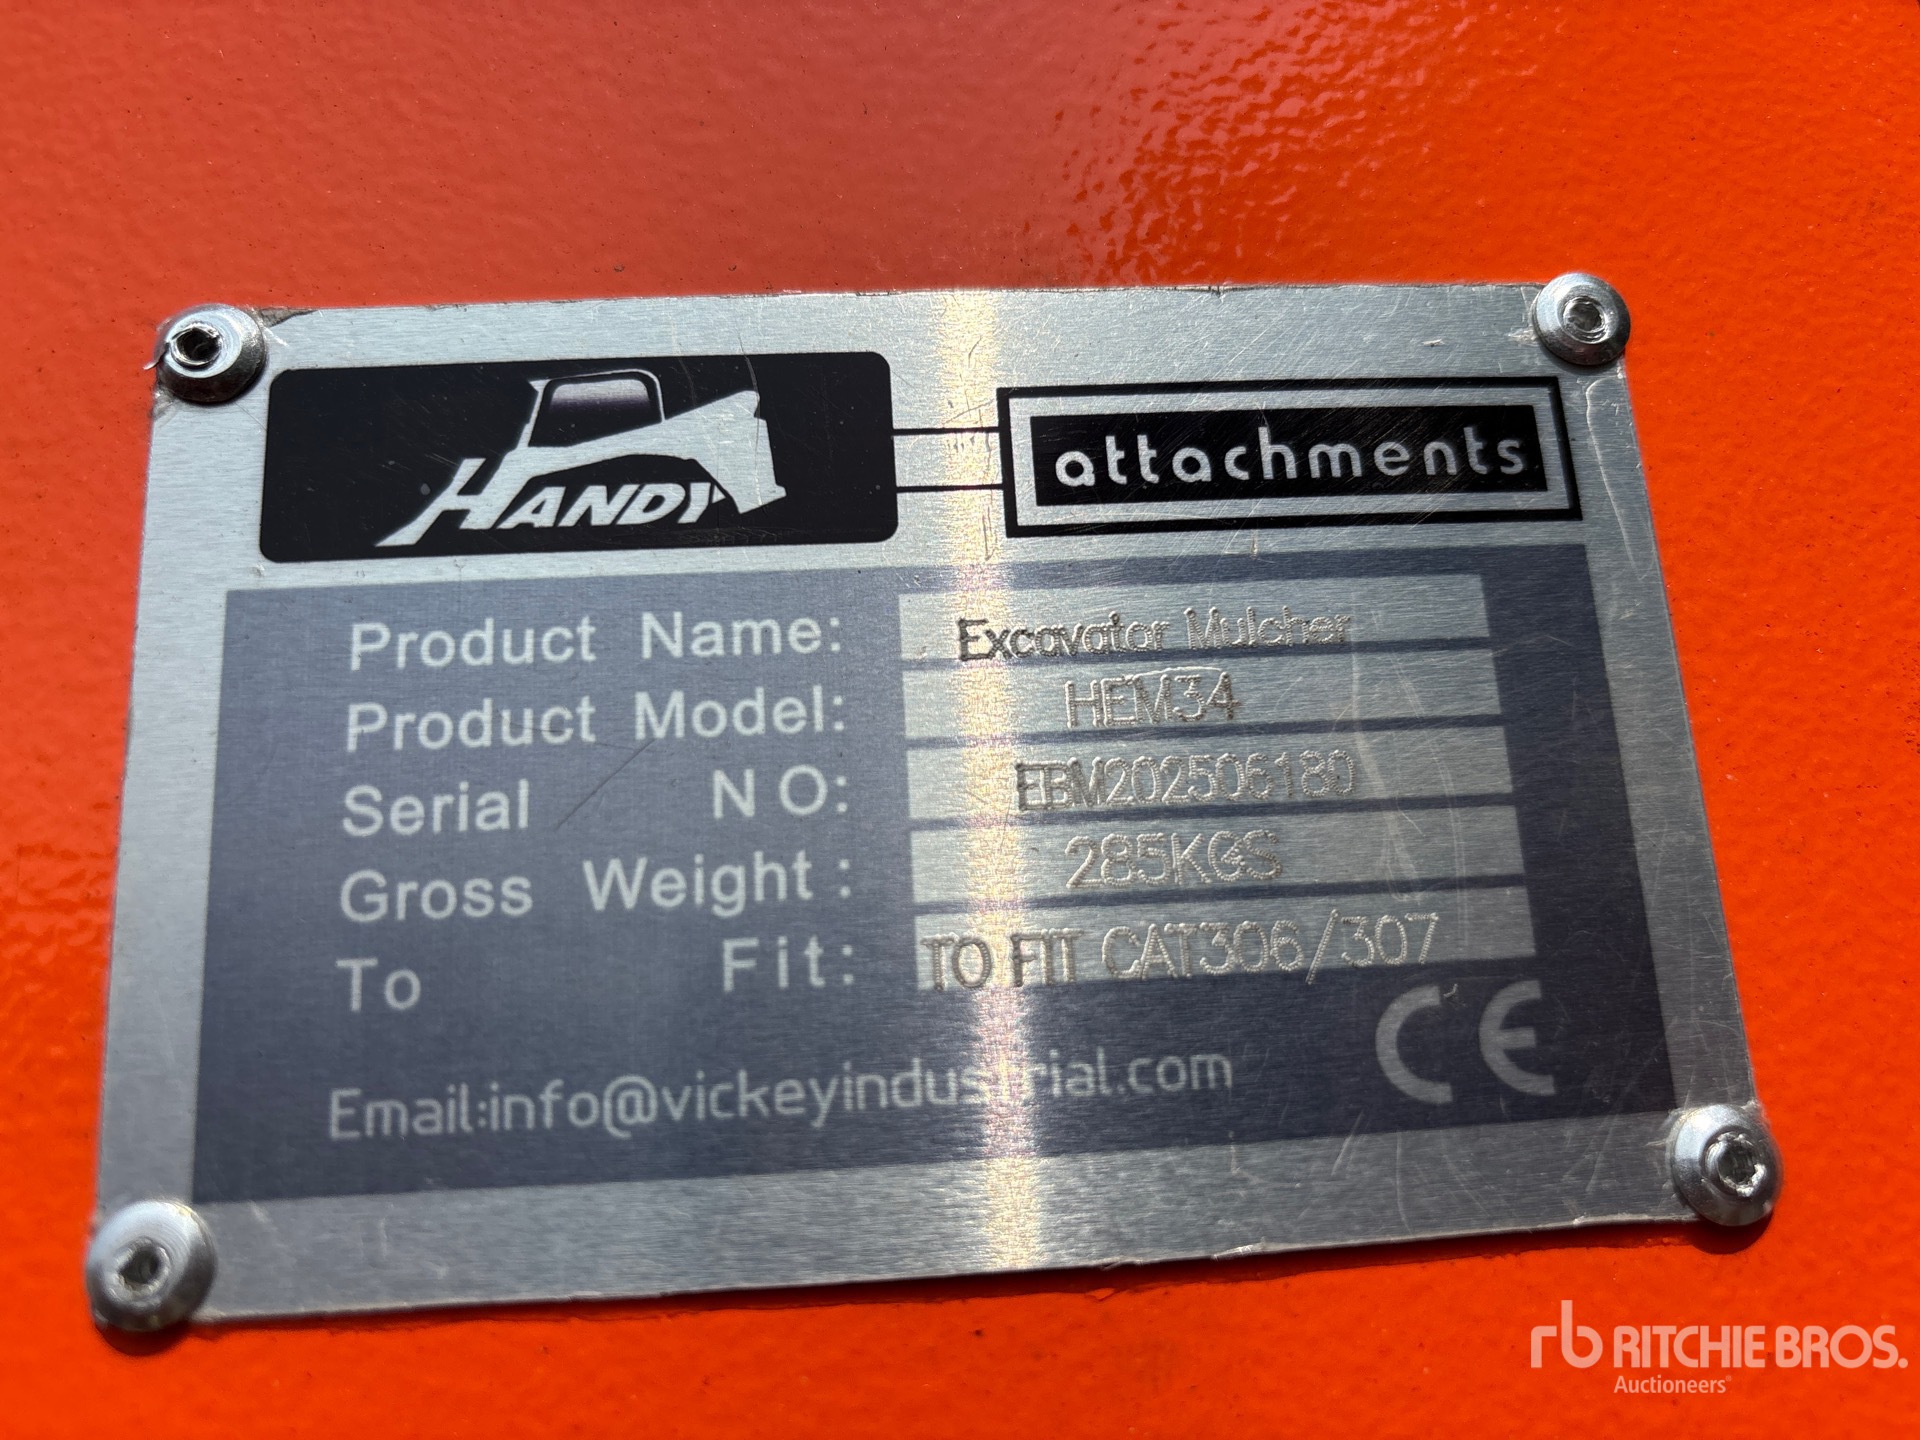 HANDY
attachments
Product Name: Excavator Mulcher
Product Model: HEM34
Serial NO: EBM202506180
Gross Weight: 285KGS
To Fit: TO FIT CAT306/307
Email:info@vickeyindustrial.com
CE
rb RITCHIE BROS.
Auctioneers